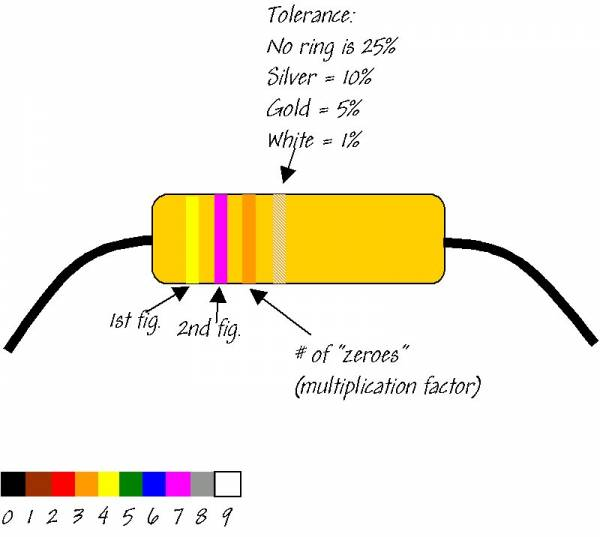 Tolerance:
No ring is 25%
Silver = 10%
Gold = 5%
White = 1%
1st fig.
2nd fig.
# of "zeroes"
(multiplication factor)
0 1 2 3 4 5 6 7 8 9